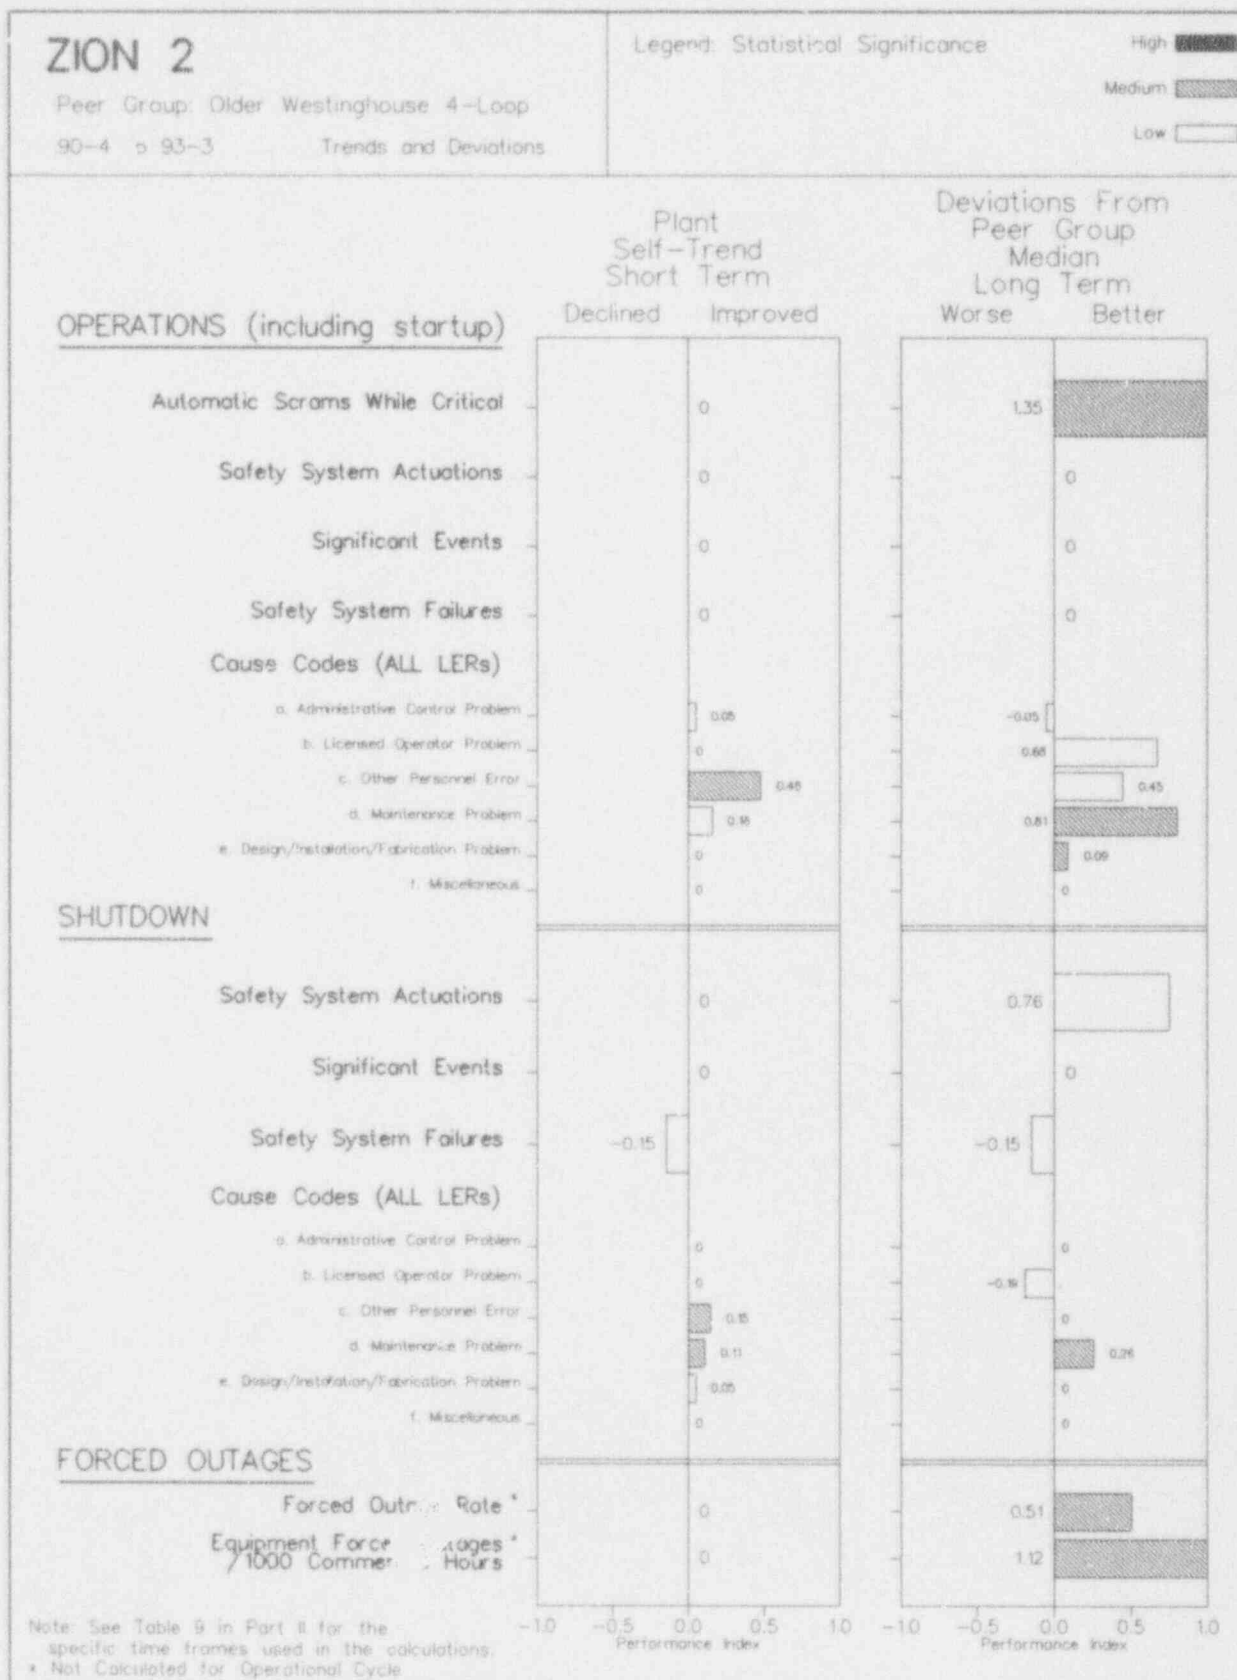 ZION 2
Peer Group: Older Westinghouse 4-Loop
90-4 93-3 Trends and Deviations
Legend: Statistical Significance
High
Medium
Low
Plant
Self-Trend
Short Term
Declined Improved
Deviations From
Peer Group
Median
Long Term
Worse Better
OPERATIONS (including startup)
Automatic Scrams While Critical 0 1.35
Safety System Actuations 0 0
Significant Events 0 0
Safety System Failures 0 0
Cause Codes (ALL LERs)
a. Administrative Control Problem 0.05 -0.05
b. Licensed Operator Problem 0
c. Other Personnel Error 0.45
d. Maintenance Problem 0.81
e. Design/Installation/Fabrication Problem 0 0.09
f. Miscellaneous 0 0
SHUTDOWN
Safety System Actuations 0 0.76
Significant Events 0 0
Safety System Failures -0.15 -0.15
Cause Codes (ALL LERs)
a. Administrative Control Problem 0 0
b. Licensed Operator Problem 0
c. Other Personnel Error 0.15 0
d. Maintenance Problem 0.11 0.26
e. Design/Installation/Fabrication Problem 0.05 0
f. Miscellaneous 0 0
FORCED OUTAGES
Forced Rate * 0 0.51
Equipment Force *
/1000 Hours 0 1.12
-1.0 -0.5 0.0 0.5 1.0 -1.0 -0.5 0.0 0.5 1.0
Performance Index Performance Index
Note: See Table 9 in Part II for the
specific time frames used in the calculations.
* Not Calculated for Operational Cycle